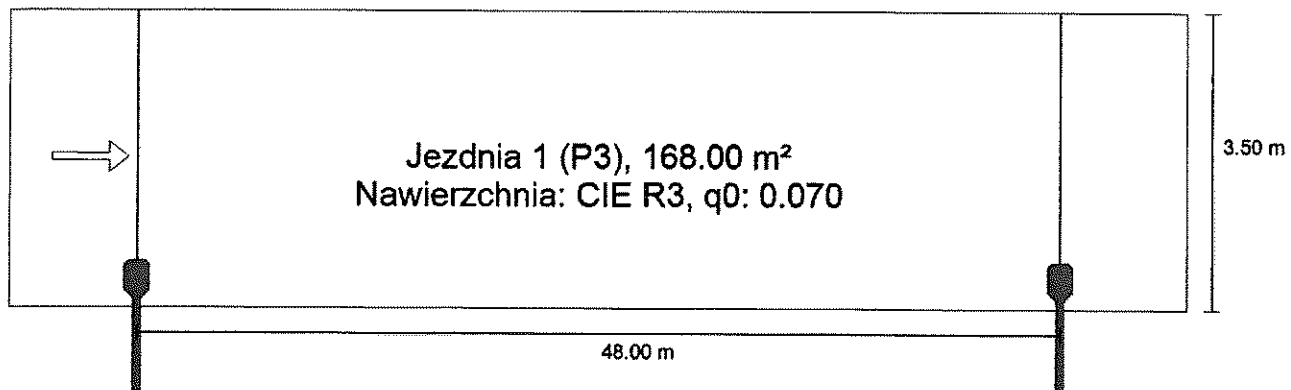 Jezdnia 1 (P3), 168.00 m²
Nawierzchnia: CIE R3, q0: 0.070
3.50 m
48.00 m